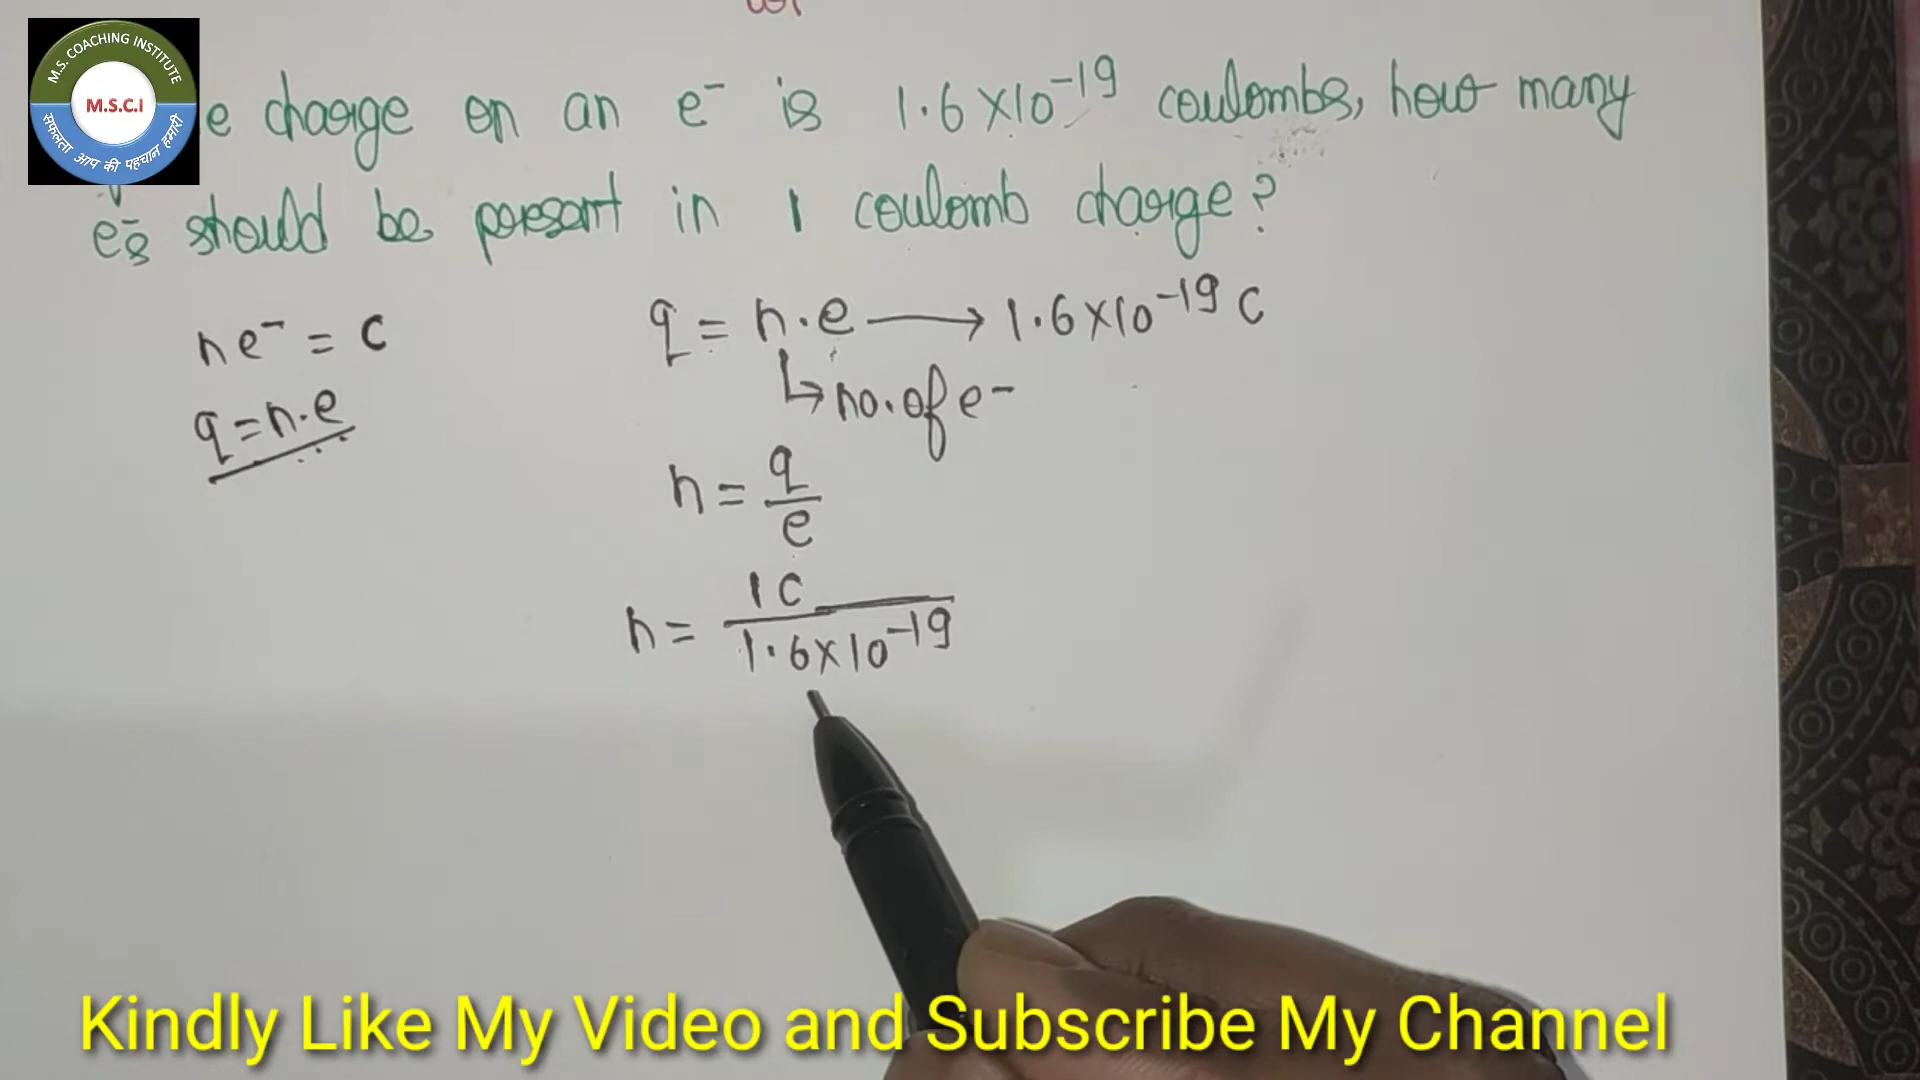 M.S. COACHING INSTITUTE
M.S.C.I
सफलता आप की पहचान हमारी
e charge on an e⁻ is 1.6×10⁻¹⁹ coulombs, how many
e⁻s should be present in 1 coulomb charge?
ne⁻ = C
q=n.e
q = n.e → 1.6×10⁻¹⁹ C
↳ no. of e⁻
n = q/e
n = 1C/1.6×10⁻¹⁹
Kindly Like My Video and Subscribe My Channel